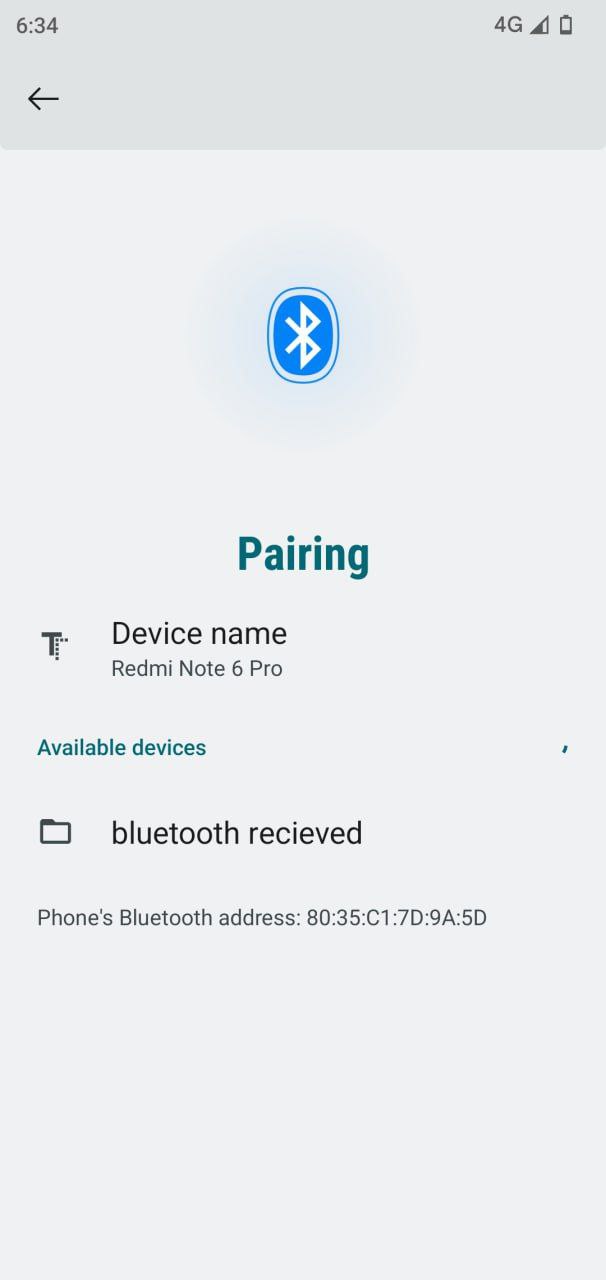 6:34
4G
Pairing
Device name
Redmi Note 6 Pro
Available devices
bluetooth recieved
Phone's Bluetooth address: 80:35:C1:7D:9A:5D